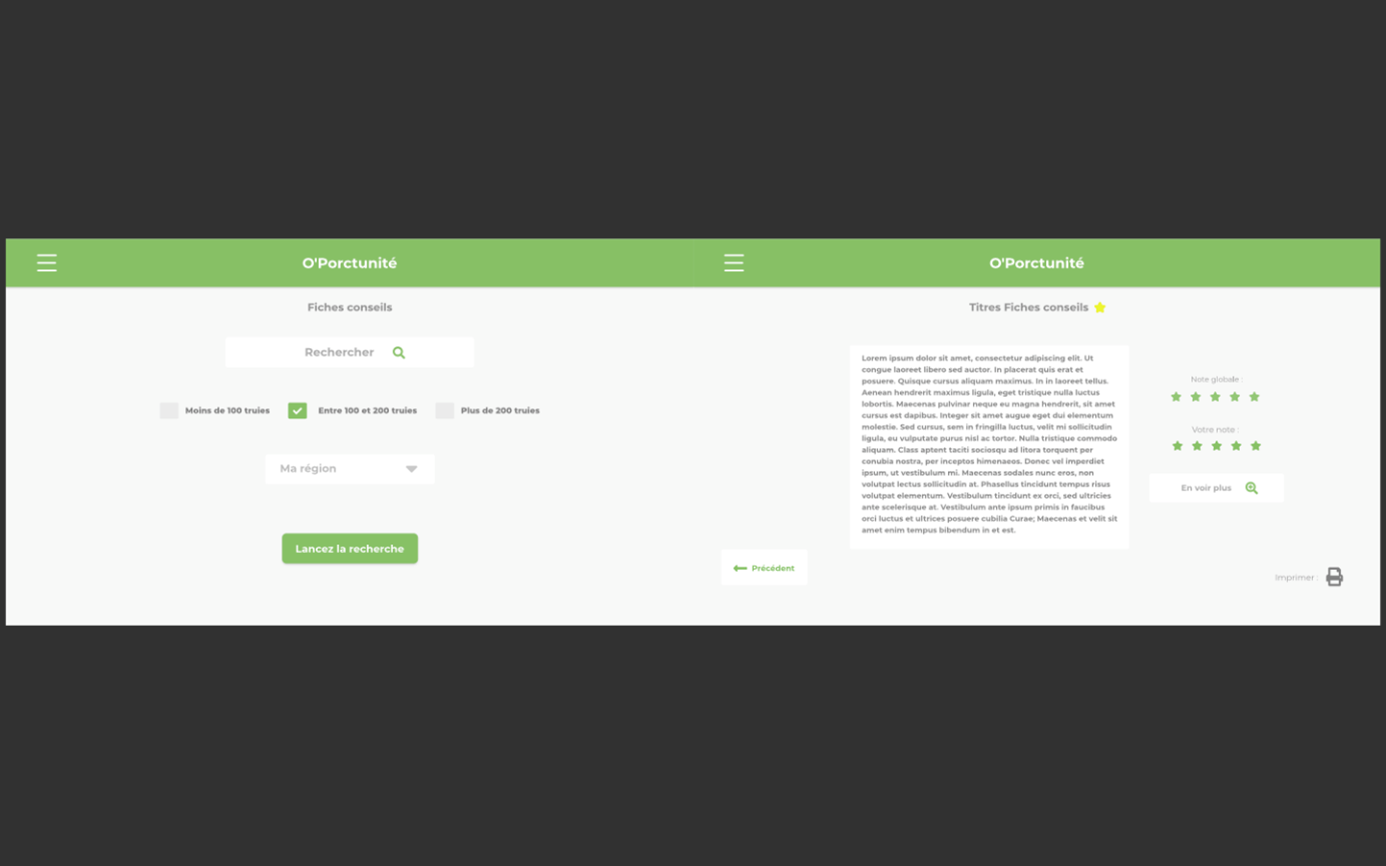 O'Porctunité
Fiches conseils
Rechercher
Moins de 100 truies
Entre 100 et 200 truies
Plus de 200 truies
Ma région
Lancez la recherche
O'Porctunité
Titres Fiches conseils
Lorem ipsum dolor sit amet, consectetur adipiscing elit. Ut
congue laoreet libero sed auctor. In placerat quis erat et
posuere. Quisque cursus aliquam maximus. In in laoreet tellus.
Aenean hendrerit maximus ligula, eget tristique nulla luctus
lobortis. Maecenas pulvinar neque eu magna hendrerit, sit amet
cursus est dapibus. Integer sit amet augue eget dui elementum
molestie. Sed cursus, sem in fringilla luctus, velit mi sollicitudin
ligula, eu vulputate purus nisl ac tortor. Nulla tristique commodo
aliquam. Class aptent taciti sociosqu ad litora torquent per
conubia nostra, per inceptos himenaeos. Donec vel imperdiet
ipsum, ut vestibulum mi. Maecenas sodales nunc eros, non
volutpat lectus sollicitudin at. Phasellus tincidunt tempus risus
volutpat elementum. Vestibulum tincidunt ex orci, sed ultricies
ante scelerisque at. Vestibulum ante ipsum primis in faucibus
orci luctus et ultrices posuere cubilia Curae; Maecenas et velit sit
amet enim tempus bibendum in et est.
Note globale :
Votre note :
En voir plus
Précédent
Imprimer :